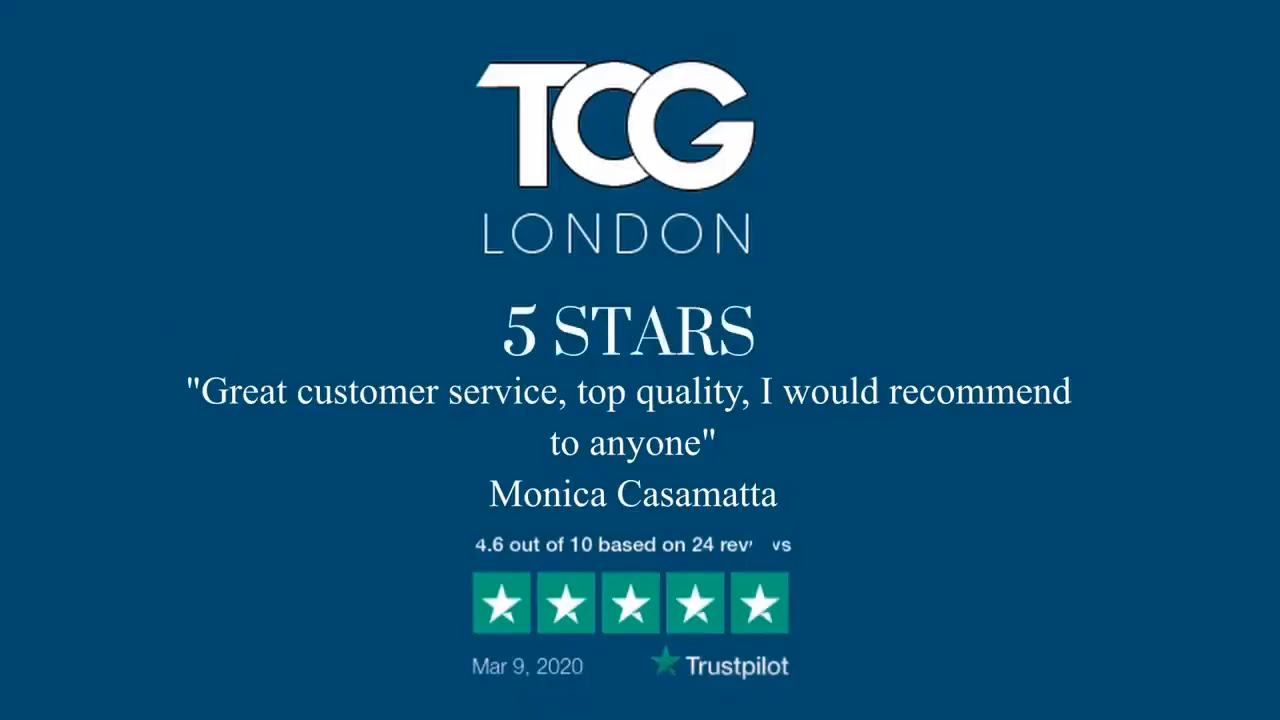 TCG
LONDON
5 STARS
"Great customer service, top quality, I would recommend
to anyone"
Monica Casamatta
4.6 out of 10 based on 24
Mar 9, 2020
Trustpilot